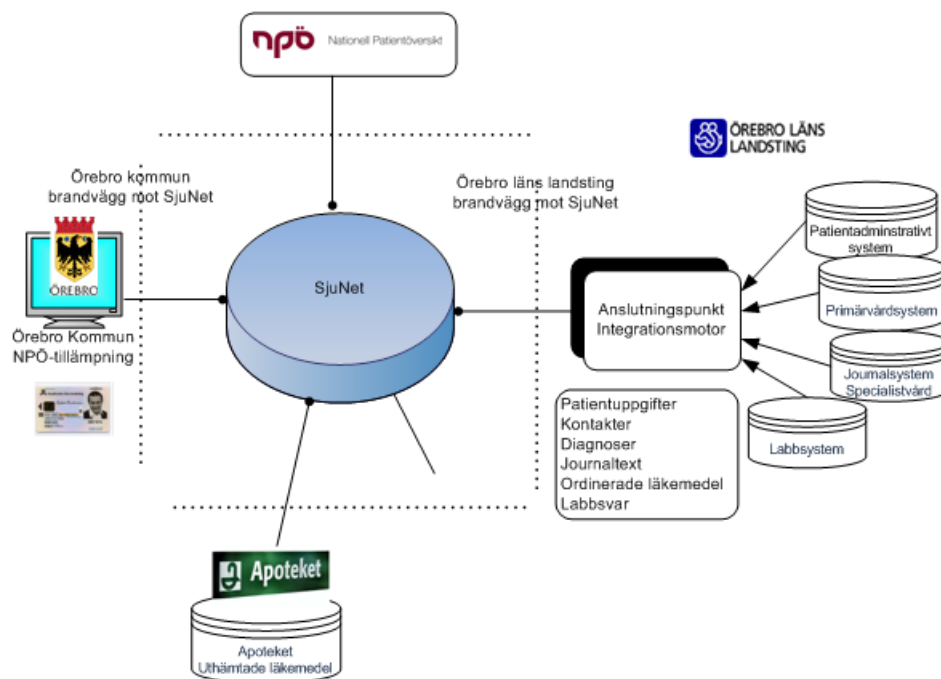 npö Nationell Patientöversikt
ÖREBRO LÄNS
LANDSTING
Örebro kommun
brandvägg mot SjuNet
Örebro läns landsting
brandvägg mot SjuNet
Patientadminstrativt
system
ÖREBRO
SjuNet
Anslutningspunkt
Integrationsmotor
Primärvårdsystem
Örebro Kommun
NPÖ-tillämpning
Journalsystem
Specialistvård
Patientuppgifter
Kontakter
Diagnoser
Journaltext
Ordinerade läkemedel
Labbsvar
Labbsystem
Apoteket
Apoteket
Uthämtade läkemedel